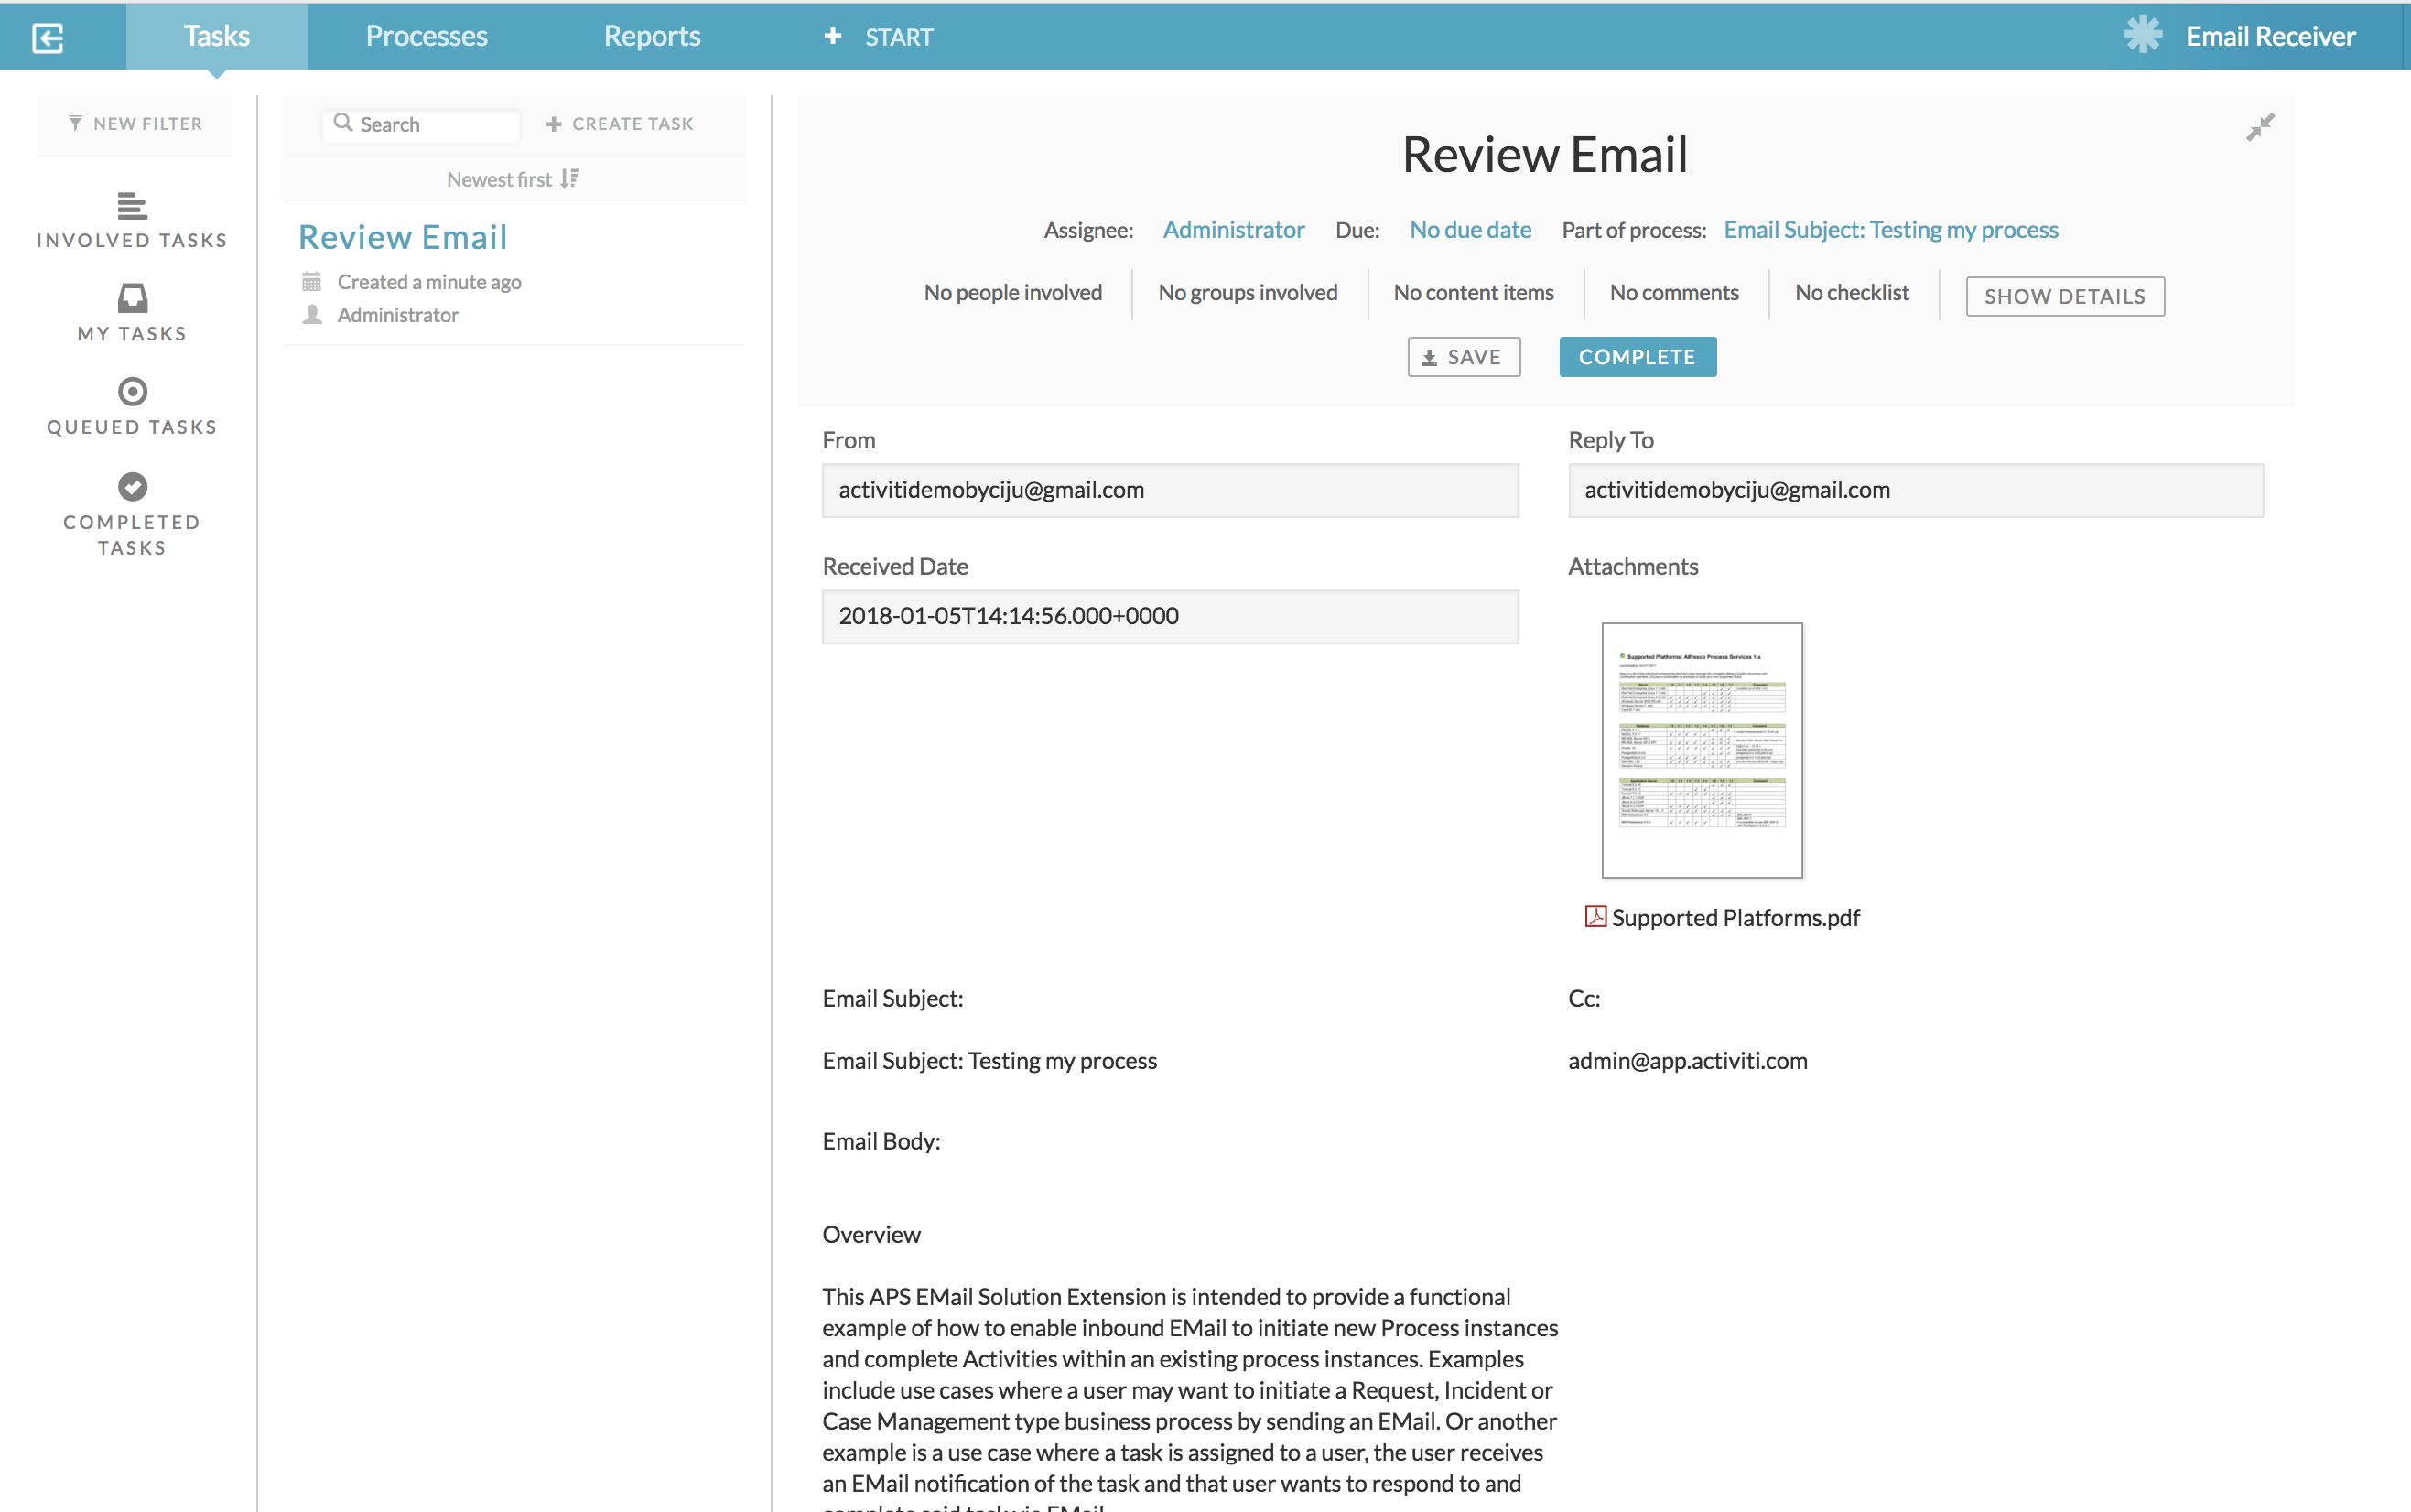 Tasks
Processes
Reports
START
Email Receiver
NEW FILTER
INVOLVED TASKS
MY TASKS
QUEUED TASKS
COMPLETED
TASKS
Search
CREATE TASK
Newest first
Review Email
Created a minute ago
Administrator
Review Email
Assignee: Administrator Due: No due date Part of process: Email Subject: Testing my process
No people involved No groups involved No content items No comments No checklist SHOW DETAILS
SAVE COMPLETE
From
activitidemobyciju@gmail.com
Reply To
activitidemobyciju@gmail.com
Received Date
2018-01-05T14:14:56.000+0000
Attachments
Supported Platforms: Alfresco Process Services 1.x
Supported Platforms.pdf
Email Subject:
Email Subject: Testing my process
Cc:
admin@app.activiti.com
Email Body:
Overview
This APS EMail Solution Extension is intended to provide a functional
example of how to enable inbound EMail to initiate new Process instances
and complete Activities within an existing process instances. Examples
include use cases where a user may want to initiate a Request, Incident or
Case Management type business process by sending an EMail. Or another
example is a use case where a task is assigned to a user, the user receives
an EMail notification of the task and that user wants to respond to and